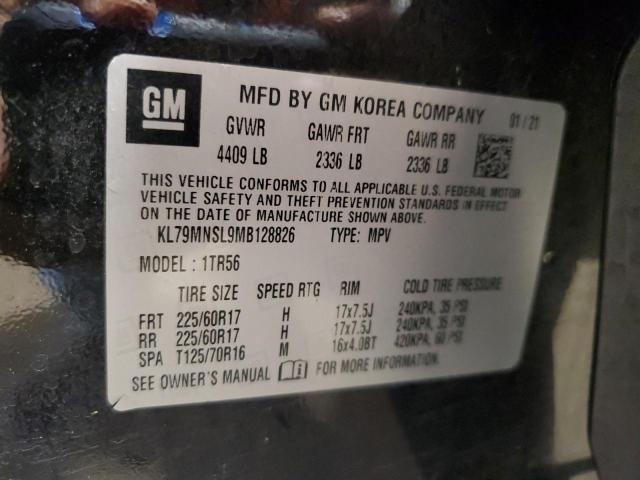 GM
MFD BY GM KOREA COMPANY 01/21
GVWR GAWR FRT GAWR RR
4409 LB 2336 LB 2336 LB
THIS VEHICLE CONFORMS TO ALL APPLICABLE U.S. FEDERAL MOTOR
VEHICLE SAFETY AND THEFT PREVENTION STANDARDS IN EFFECT
ON THE DATE OF MANUFACTURE SHOWN ABOVE.
KL79MNSL9MB128826 TYPE: MPV
MODEL: 1TR56
TIRE SIZE SPEED RTG RIM COLD TIRE PRESSURE
FRT 225/60R17 H 17x7.5J 240KPA, 35 PSI
RR 225/60R17 H 17x7.5J 240KPA, 35 PSI
SPA T125/70R16 M 16x4.0BT 420KPA, 60 PSI
SEE OWNER'S MANUAL FOR MORE INFORMATION.